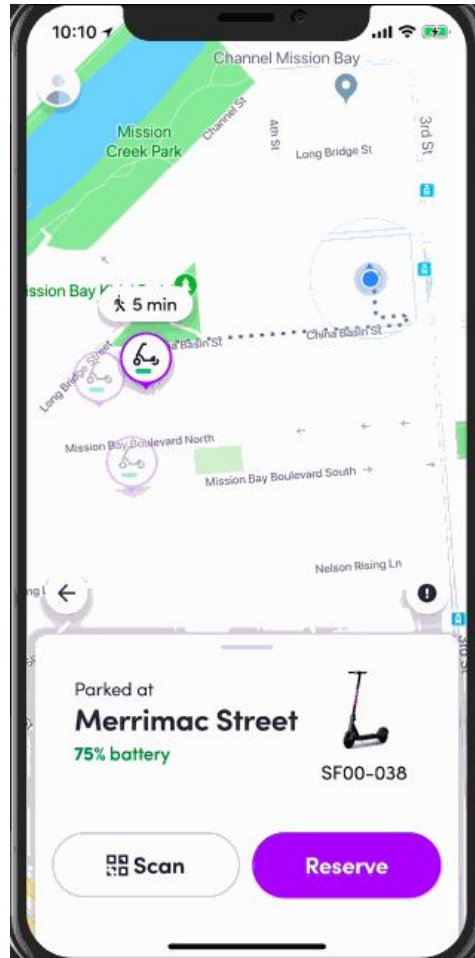 10:10
Channel Mission Bay
Mission
Creek Park
Channel St
4th St
Long Bridge St
3rd St
ission Bay
5 min
China Basin St
a Basin St
Long Bridge Street
Mission Bay Boulevard North
Mission Bay Boulevard South
Nelson Rising Ln
3rd St
Parked at
Merrimac Street
75% battery
SF00-038
Scan
Reserve